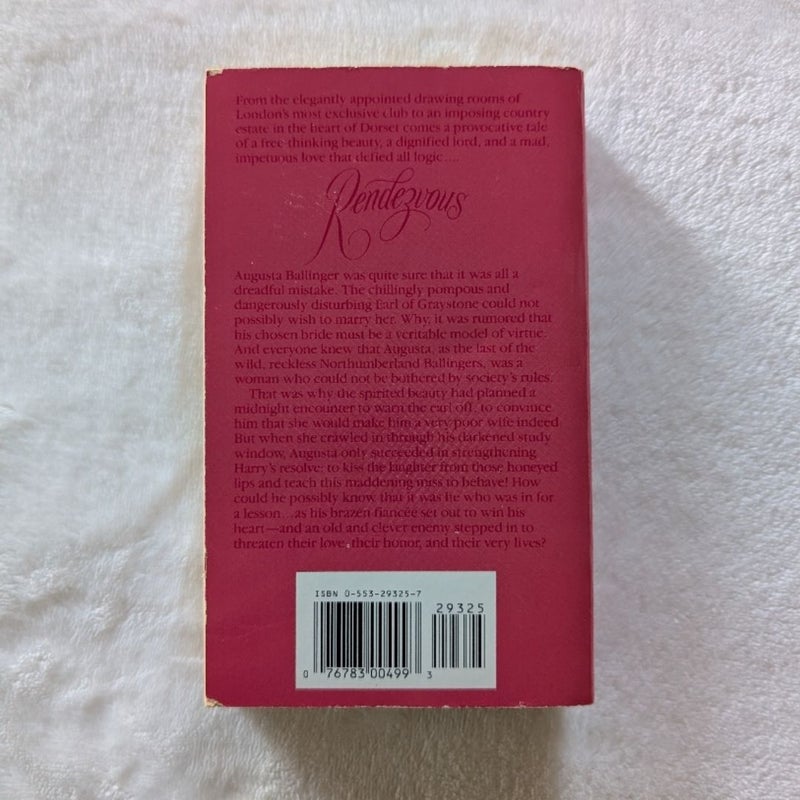 From the elegantly appointed drawing rooms of
London's most exclusive club to an imposing country
estate in the heart of Dorset comes a provocative tale
of a free-thinking beauty, a dignified lord, and a mad,
impetuous love that defied all logic....
Rendezvous
Augusta Ballinger was quite sure that it was all a
dreadful mistake. The chillingly pompous and
dangerously disturbing Earl of Graystone could not
possibly wish to marry her. Why, it was rumored that
his chosen bride must be a veritable model of virtue.
And everyone knew that Augusta, as the last of the
wild, reckless Northumberland Ballingers, was a
woman who could not be bothered by society's rules.
That was why the spirited beauty had planned a
midnight encounter to warn the earl off, to convince
him that she would make him a very poor wife indeed.
But when she crawled in through his darkened study
window, Augusta only succeeded in strengthening
Harry's resolve: to kiss the laughter from those honeyed
lips and teach this maddening miss to behave! How
could he possibly know that it was he who was in for
a lesson...as his brazen fiancée set out to win his
heart—and an old and clever enemy stepped in to
threaten their love, their honor, and their very lives?
ISBN 0-553-29325-7
29325
0 76783 00499 3